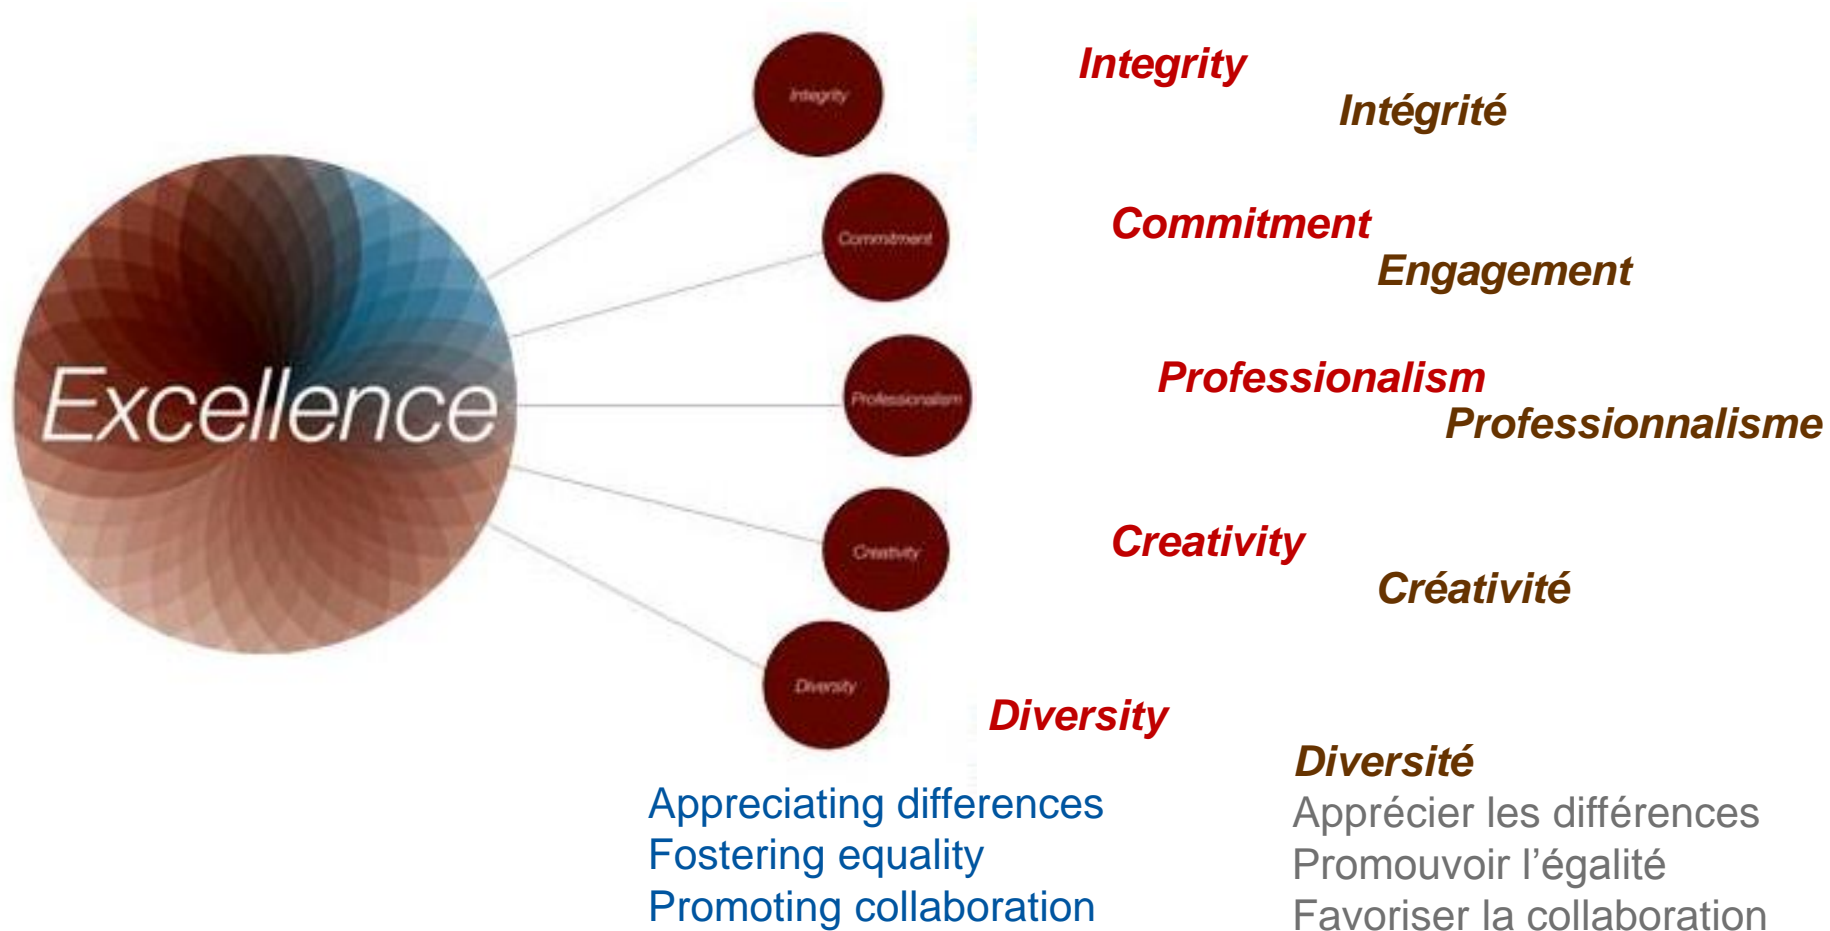 Excellence
Integrity
Integrity
Intégrité
Commitment
Commitment
Engagement
Professionalism
Professionalism
Professionnalisme
Creativity
Creativity
Créativité
Diversity
Diversity
Appreciating differences
Fostering equality
Promoting collaboration
Diversité
Apprécier les différences
Promouvoir l’égalité
Favoriser la collaboration